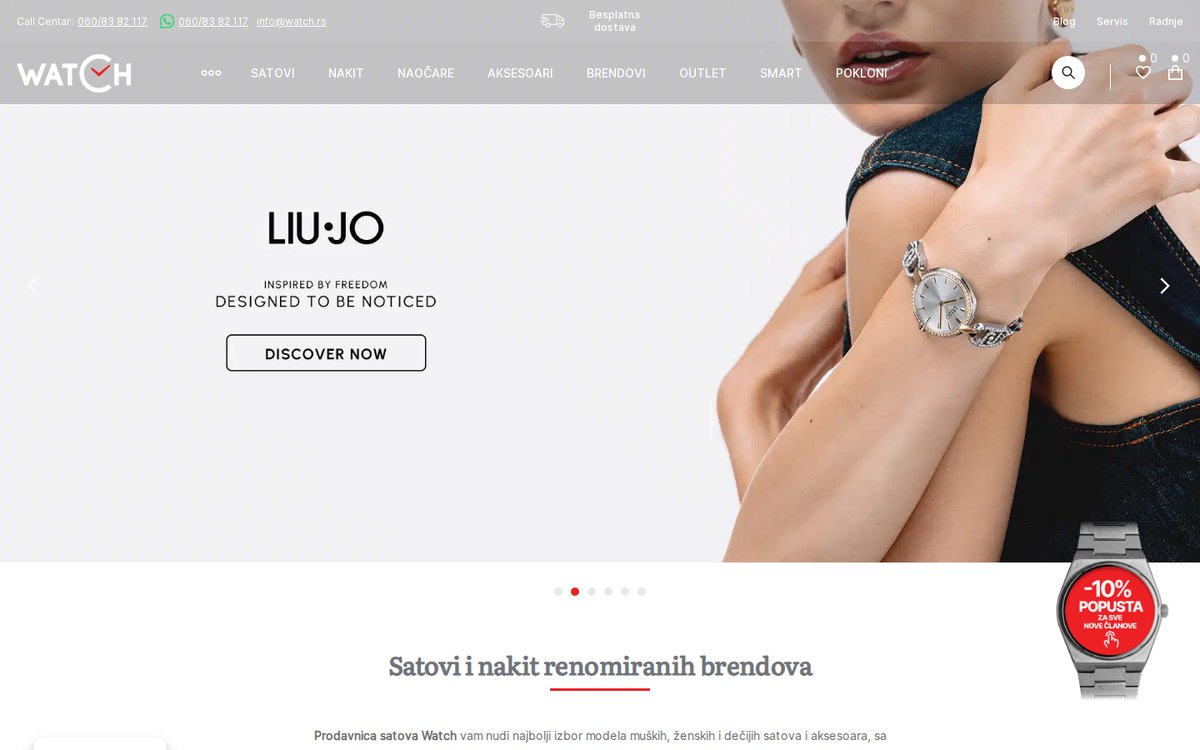 Call Centar: 060/83 82 117 060/83 82 117 info@watch.rs
Besplatna
dostava
Blog Servis Radnje
WATCH
SATOVI NAKIT NAOČARE AKSESOARI BRENDOVI OUTLET SMART POKLONI
0 0
LIU·JO
INSPIRED BY FREEDOM
DESIGNED TO BE NOTICED
DISCOVER NOW
LIU·JO
-10%
POPUSTA
ZA SVE
NOVE ČLANOVE
Satovi i nakit renomiranih brendova
Prodavnica satova Watch vam nudi najbolji izbor modela muških, ženskih i dečijih satova i aksesoara, sa